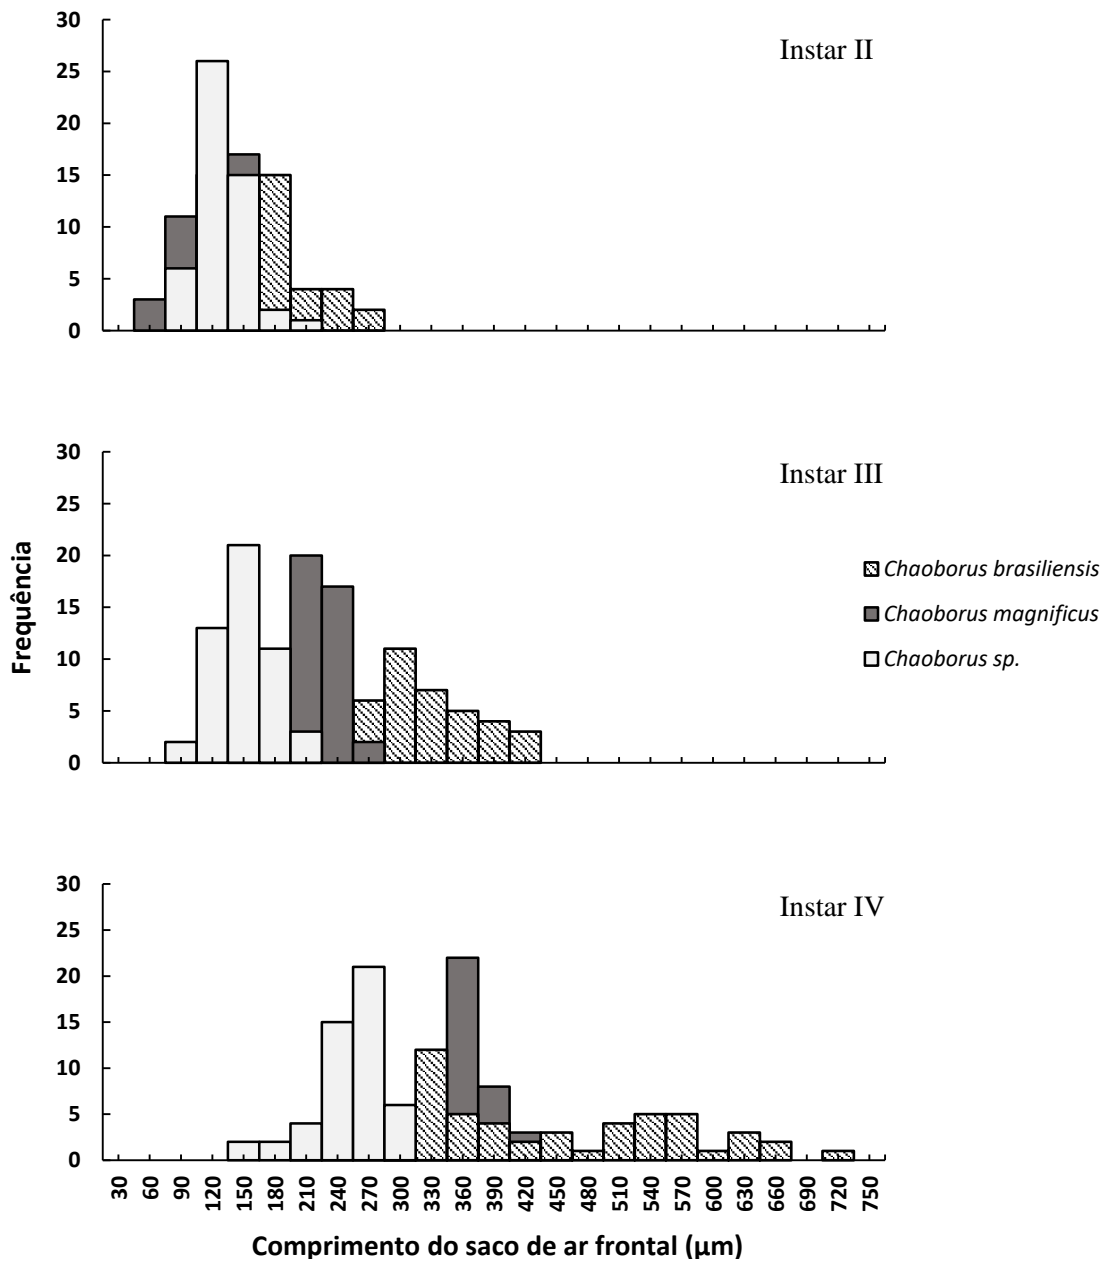 Instar II
30
25
20
15
10
5
0
Instar III
30
25
20
15
10
5
0
Frequência
Chaoborus brasiliensis
Chaoborus magnificus
Chaoborus sp.
Instar IV
30
25
20
15
10
5
0
30 60 90 120 150 180 210 240 270 300 330 360 390 420 450 480 510 540 570 600 630 660 690 720 750
Comprimento do saco de ar frontal (µm)